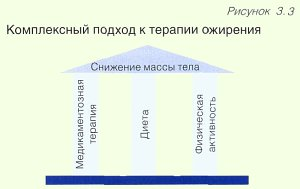 Рисунок 3.3
Комплексный подход к терапии ожирения
Снижение массы тела
Медикаментозная
терапия
Диета
Физическая
активность